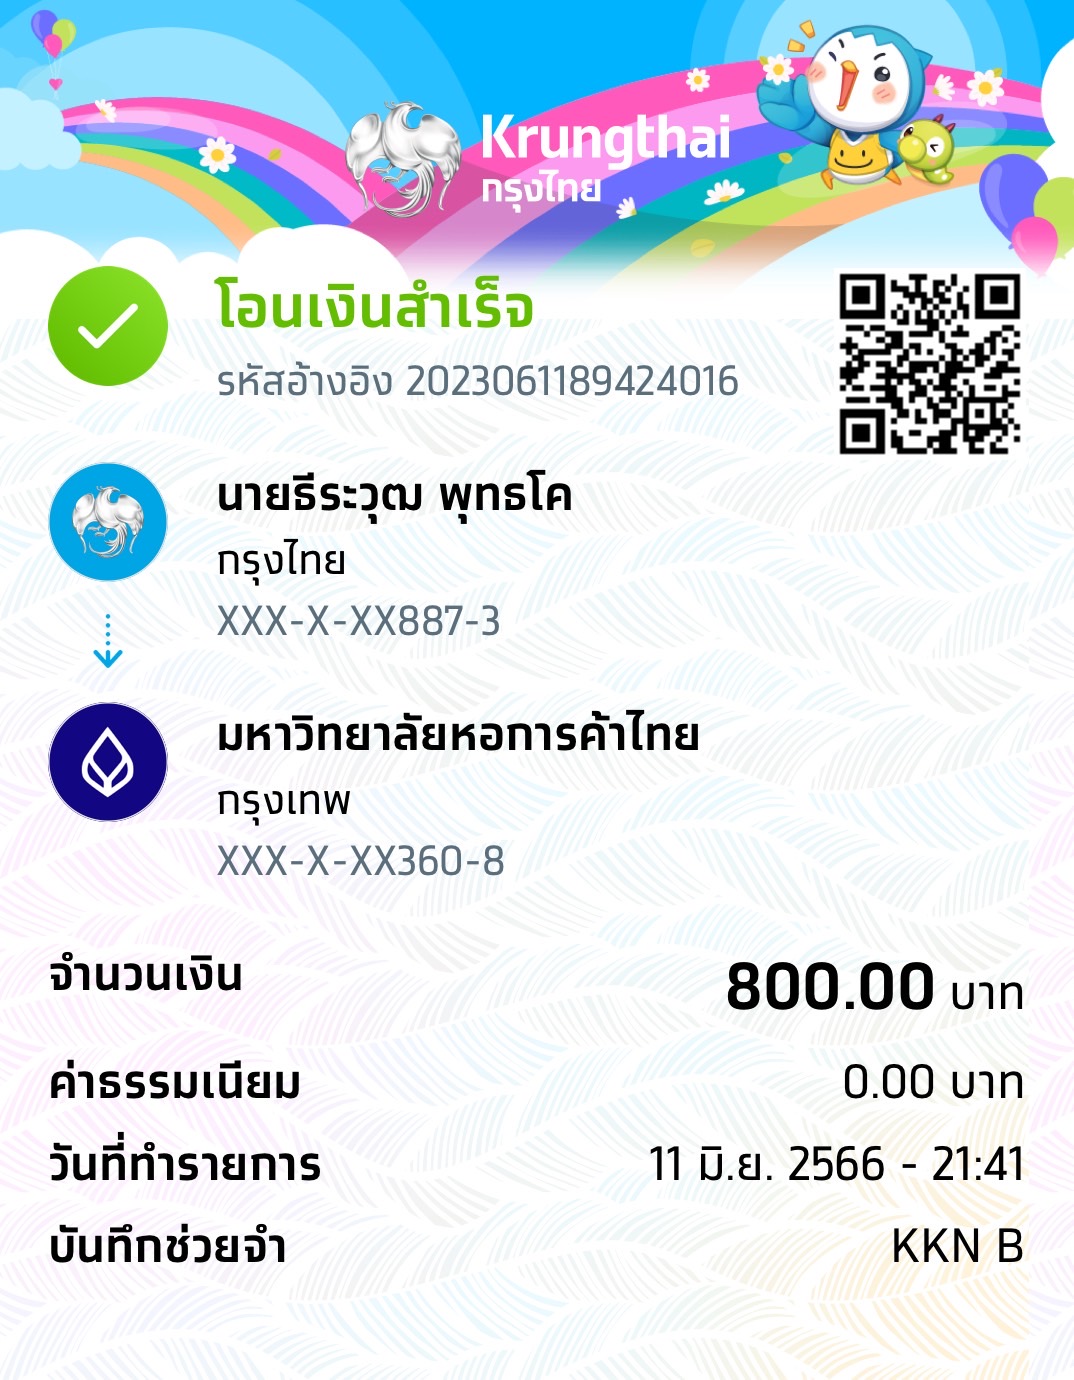 Krungthai
กรุงไทย
โอนเงินสำเร็จ
รหัสอ้างอิง 2023061189424016
นายธีระวุฒ พุทธโค
กรุงไทย
XXX-X-XX887-3
มหาวิทยาลัยหอการค้าไทย
กรุงเทพ
XXX-X-XX360-8
จำนวนเงิน 800.00 บาท
ค่าธรรมเนียม 0.00 บาท
วันที่ทำรายการ 11 มิ.ย. 2566 - 21:41
บันทึกช่วยจำ KKN B